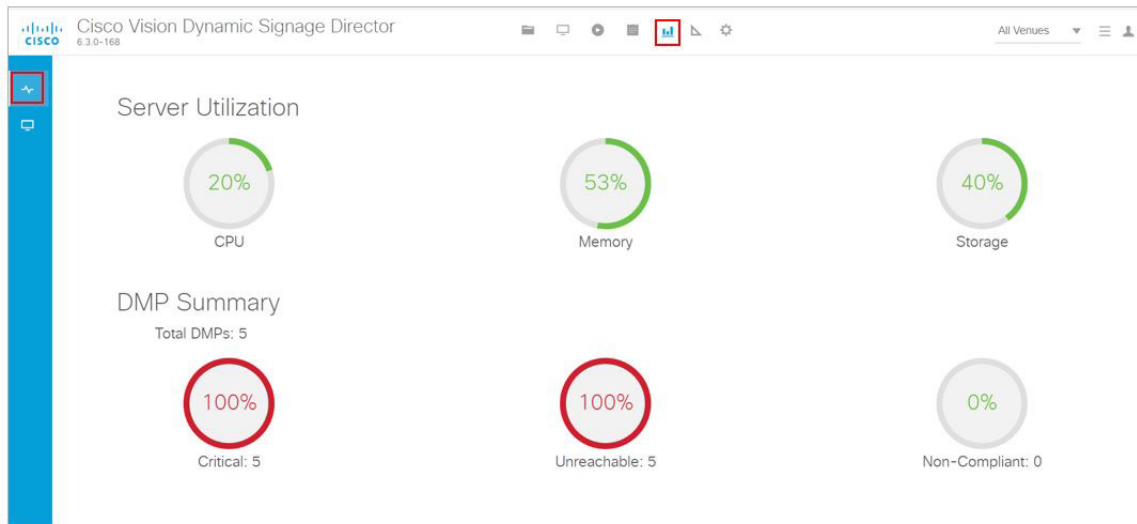 CISCO
Cisco Vision Dynamic Signage Director
6.3.0-168
All Venues
Server Utilization
20%
53%
40%
CPU
Memory
Storage
DMP Summary
Total DMPs: 5
100%
100%
0%
Critical: 5
Unreachable: 5
Non-Compliant: 0